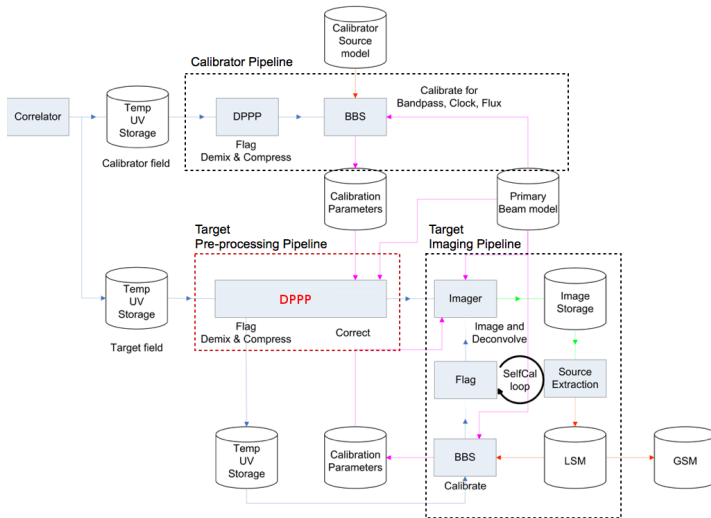 Calibrator
Source
model
Calibrator Pipeline
Calibrate for
Bandpass, Clock, Flux
Correlator
Temp
UV
Storage
DPPP
BBS
Flag
Demix & Compress
Calibrator field
Calibration
Parameters
Primary
Beam model
Target
Pre-processing Pipeline
Target
Imaging Pipeline
Temp
UV
Storage
DPPP
Imager
Image
Storage
Flag
Demix & Compress
Correct
Image and
Deconvolve
Target field
Flag
SelfCal
loop
Source
Extraction
Temp
UV
Storage
Calibration
Parameters
BBS
LSM
GSM
Calibrate